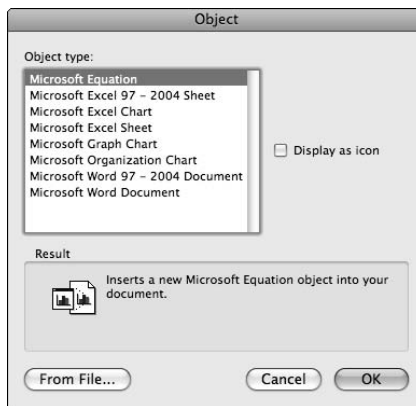 Object
Object type:
Microsoft Equation
Microsoft Excel 97 – 2004 Sheet
Microsoft Excel Chart
Microsoft Excel Sheet
Microsoft Graph Chart
Microsoft Organization Chart
Microsoft Word 97 – 2004 Document
Microsoft Word Document
Display as icon
Result
Inserts a new Microsoft Equation object into your
document.
From File...
Cancel
OK